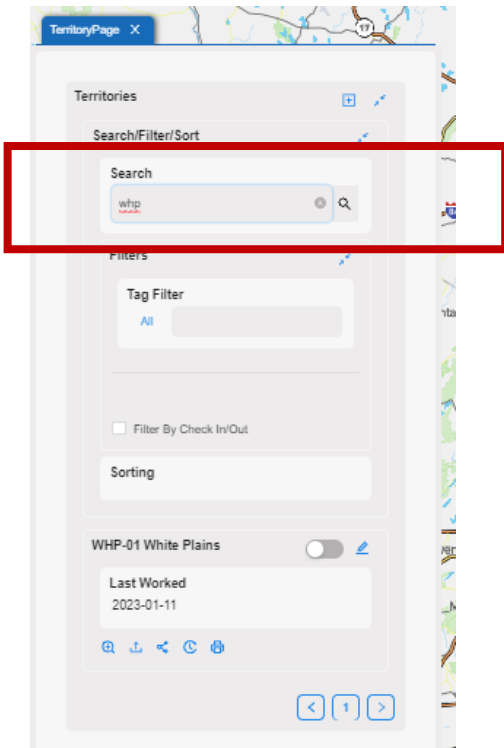 TerritoryPage X
17
Territories
Search/Filter/Sort
Search
whp
Filters
Tag Filter
All
Filter By Check In/Out
Sorting
WHP-01 White Plains
Last Worked
2023-01-11
< 1 >